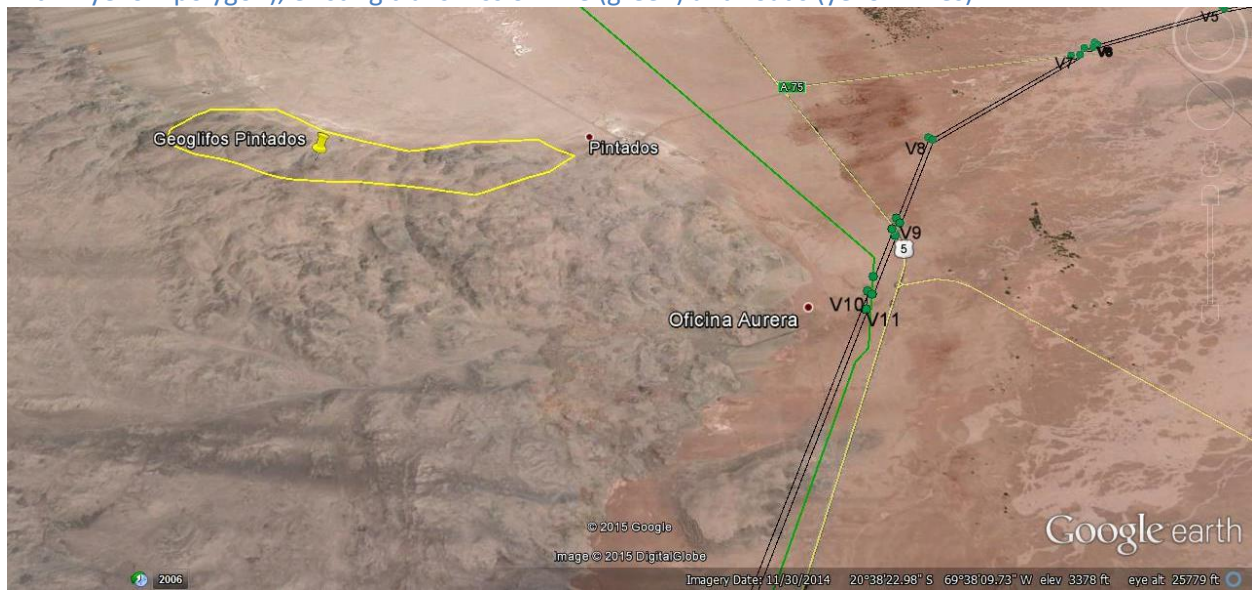 V5
V7
V6
A.75
Geoglifos Pintados
Pintados
V8
V9
5
V10
V11
Oficina Aurera
© 2015 Google
Image © 2015 DigitalGlobe
Google earth
2006
Imagery Date: 11/30/2014 20°38'22.98" S 69°38'09.73" W elev 3378 ft eye alt 25779 ft